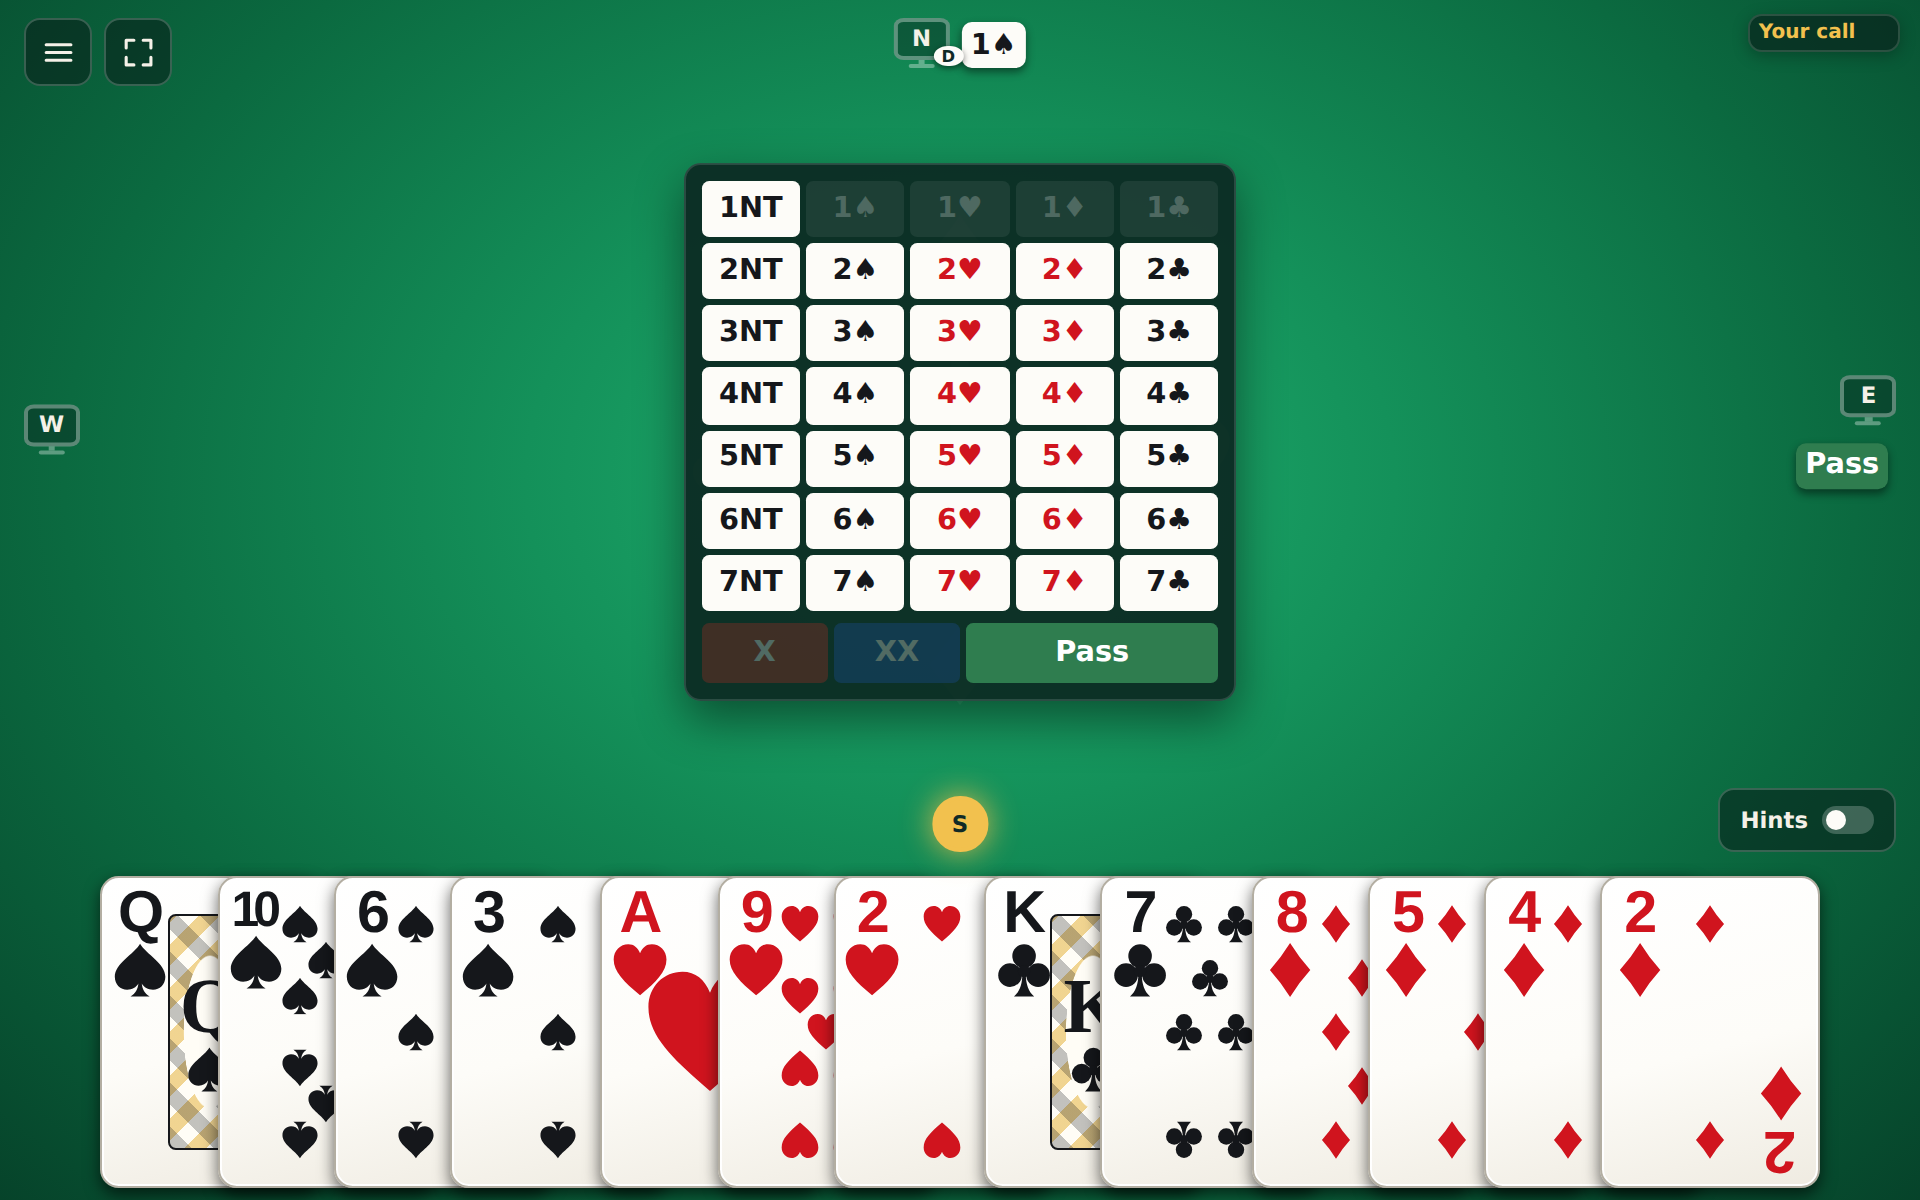 N
D
1♠
Your call
1NT 1♠ 1♥ 1♦ 1♣
2NT 2♠ 2♥ 2♦ 2♣
3NT 3♠ 3♥ 3♦ 3♣
4NT 4♠ 4♥ 4♦ 4♣
5NT 5♠ 5♥ 5♦ 5♣
6NT 6♠ 6♥ 6♦ 6♣
7NT 7♠ 7♥ 7♦ 7♣
X XX Pass
W
E
Pass
S
Hints
Q 10 6 3 A 9 2 K 7 8 5 4 2
Q K
2